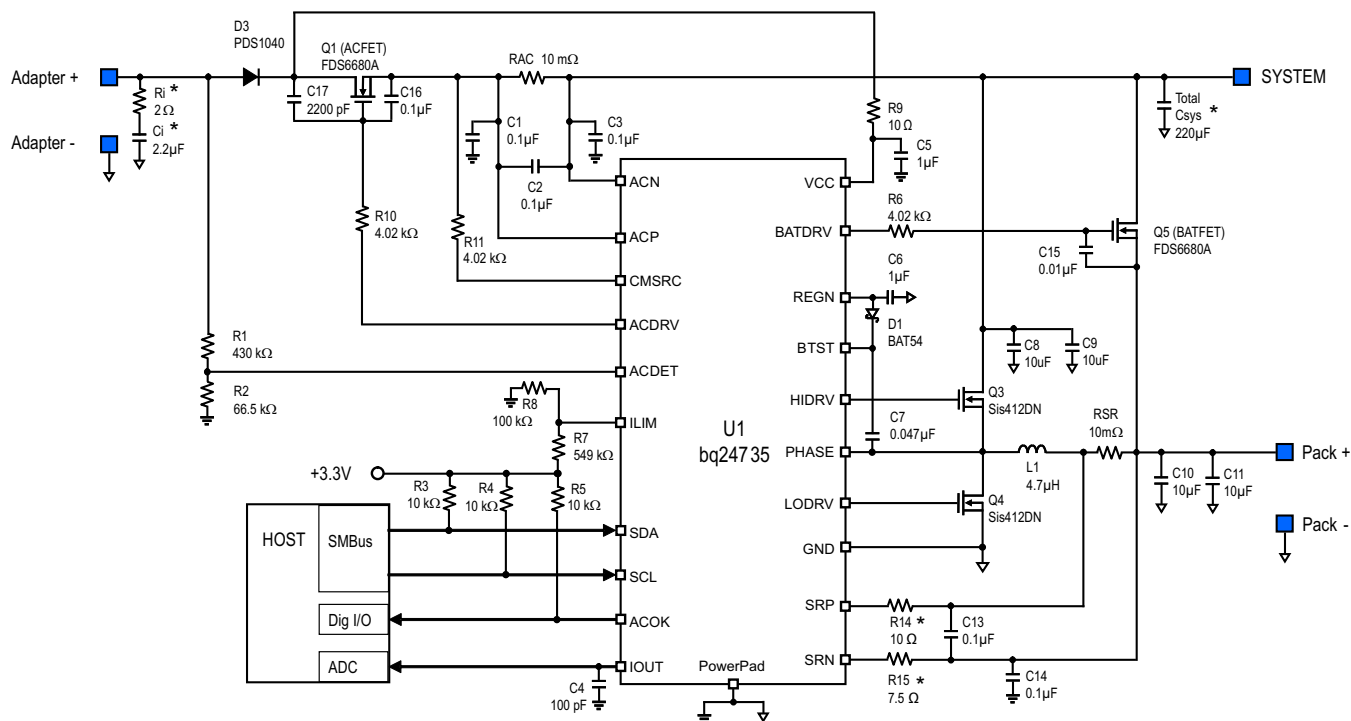 D3
PDS1040
Q1 (ACFET)
FDS6680A
RAC 10 mΩ
Adapter +
SYSTEM
Ri *
2Ω
Ci *
2.2µF
Adapter -
C17
2200 pF
C16
0.1µF
C1
0.1µF
C3
0.1µF
C2
0.1µF
R9
10 Ω
C5
1µF
Total
Csys *
220µF
R10
4.02 kΩ
R11
4.02 kΩ
ACN
ACP
CMSRC
ACDRV
ACDET
ILIM
SDA
SCL
ACOK
IOUT
VCC
BATDRV
REGN
BTST
HIDRV
PHASE
LODRV
GND
SRP
SRN
U1
bq24735
PowerPad
R6
4.02 kΩ
C15
0.01µF
Q5 (BATFET)
FDS6680A
C6
1µF
D1
BAT54
C8
10uF
C9
10uF
R1
430 kΩ
R2
66.5 kΩ
R8
100 kΩ
R7
549 kΩ
Q3
Sis412DN
C7
0.047µF
L1
4.7µH
RSR
10mΩ
Pack +
C10
10µF
C11
10µF
Q4
Sis412DN
Pack -
+3.3V
R3
10 kΩ
R4
10 kΩ
R5
10 kΩ
HOST
SMBus
Dig I/O
ADC
C4
100 pF
R14 *
10 Ω
C13
0.1µF
R15 *
7.5 Ω
C14
0.1µF